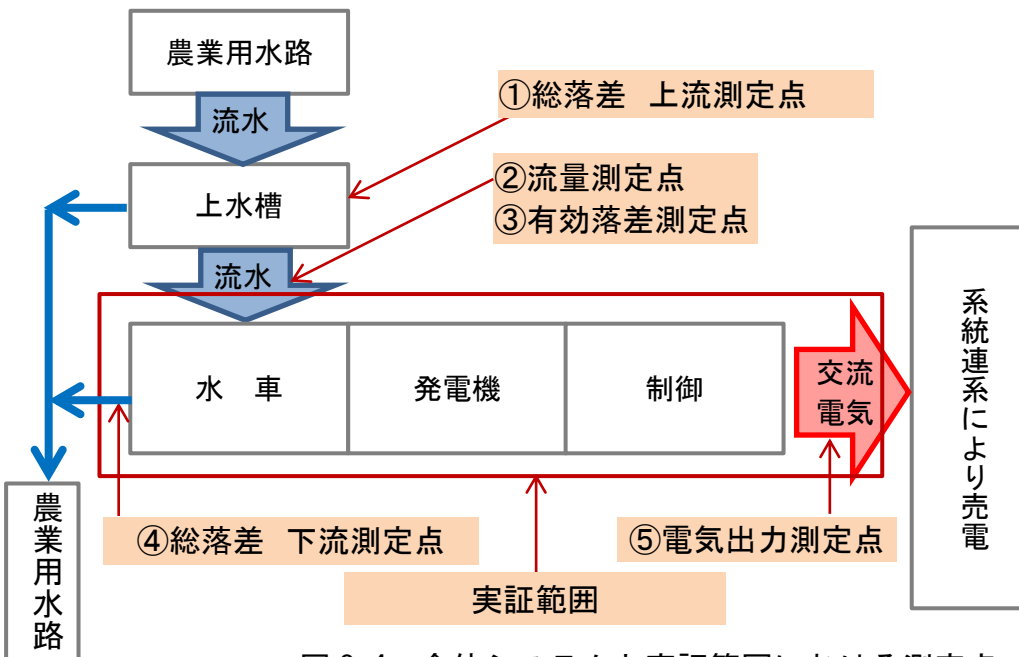 農業用水路
流水
①総落差 上流測定点
上水槽
②流量測定点
③有効落差測定点
流水
水 車
発電機
制御
交流
電気
系統連系により売電
④総落差 下流測定点
⑤電気出力測定点
実証範囲
農業用水路